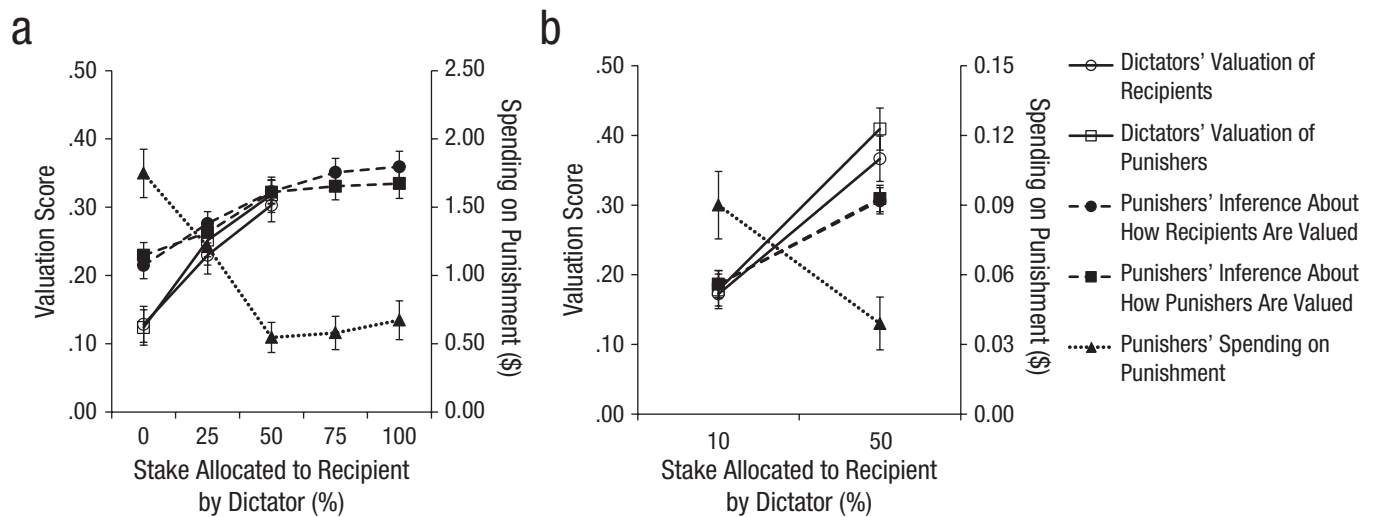 a
.50
.40
.30
.20
.10
.00
Valuation Score
2.50
2.00
1.50
1.00
0.50
0.00
Spending on Punishment ($)
0 25 50 75 100
Stake Allocated to Recipient
by Dictator (%)
b
.50
.40
.30
.20
.10
.00
Valuation Score
0.15
0.12
0.09
0.06
0.03
0.00
Spending on Punishment ($)
10 50
Stake Allocated to Recipient
by Dictator (%)
Dictators’ Valuation of
Recipients
Dictators’ Valuation of
Punishers
Punishers’ Inference About
How Recipients Are Valued
Punishers’ Inference About
How Punishers Are Valued
Punishers’ Spending on
Punishment